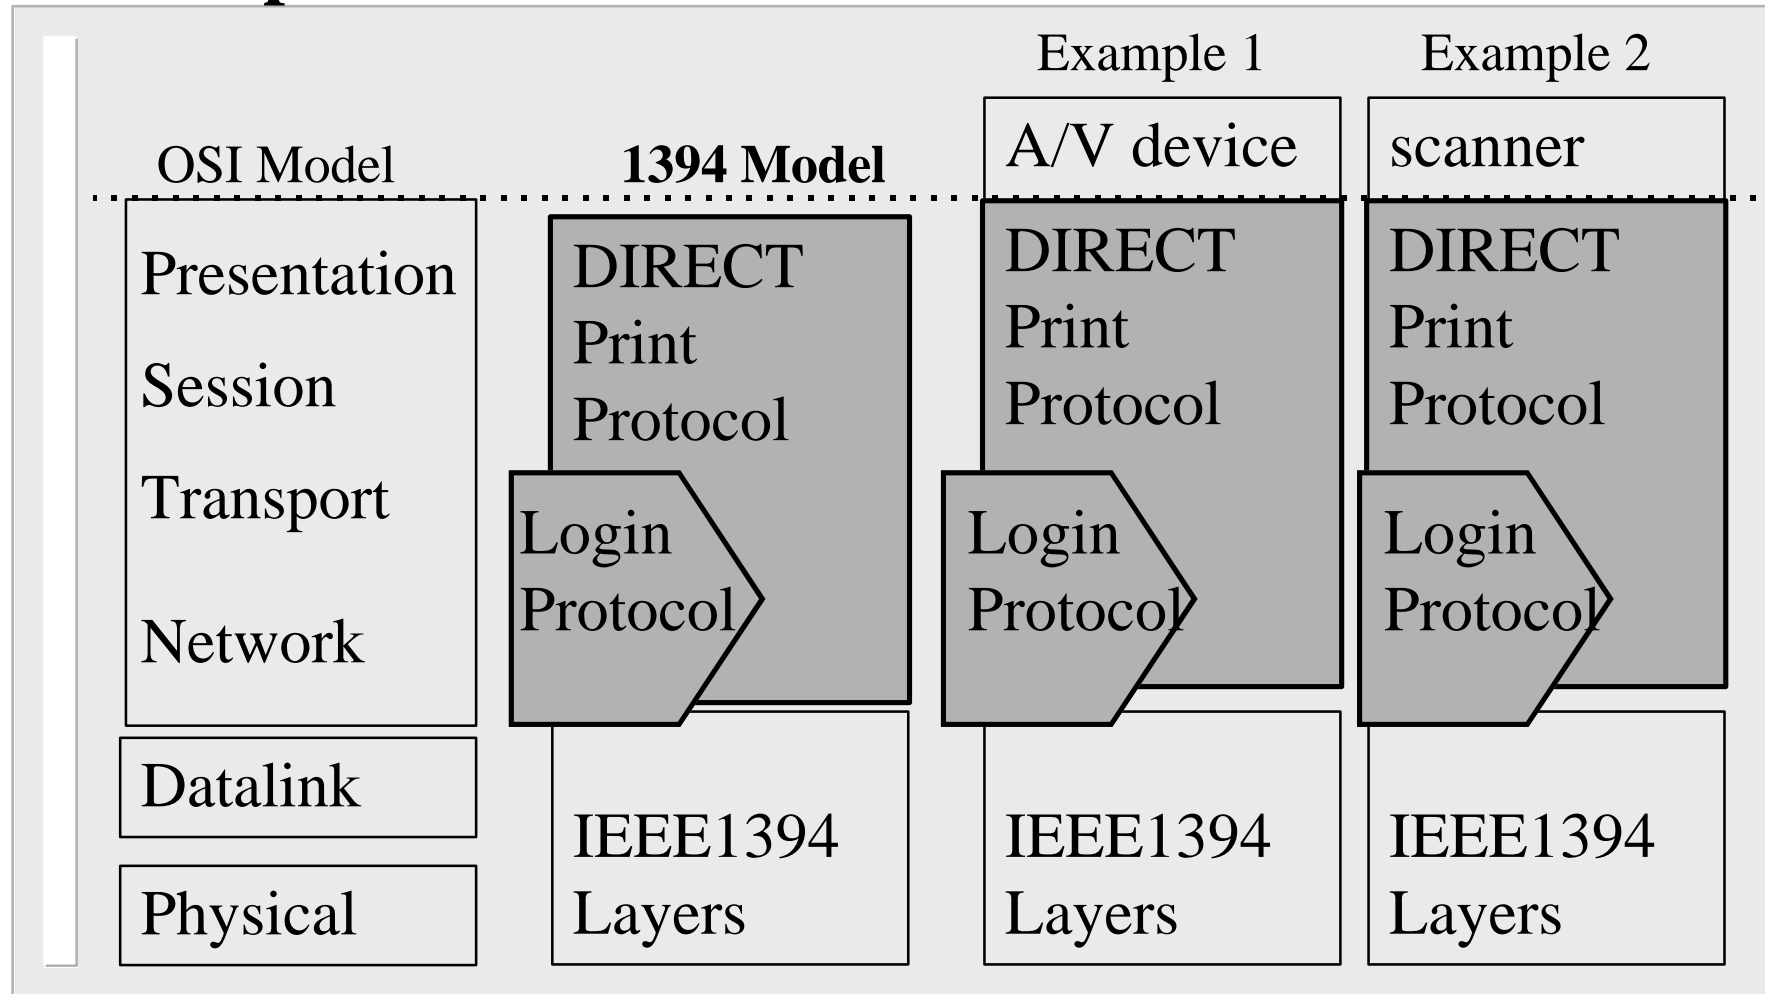 Example 1
Example 2
OSI Model
1394 Model
A/V device
scanner
Presentation
Session
Transport
Network
Datalink
Physical
DIRECT
Print
Protocol
Login
Protocol
IEEE1394
Layers
DIRECT
Print
Protocol
Login
Protocol
IEEE1394
Layers
DIRECT
Print
Protocol
Login
Protocol
IEEE1394
Layers